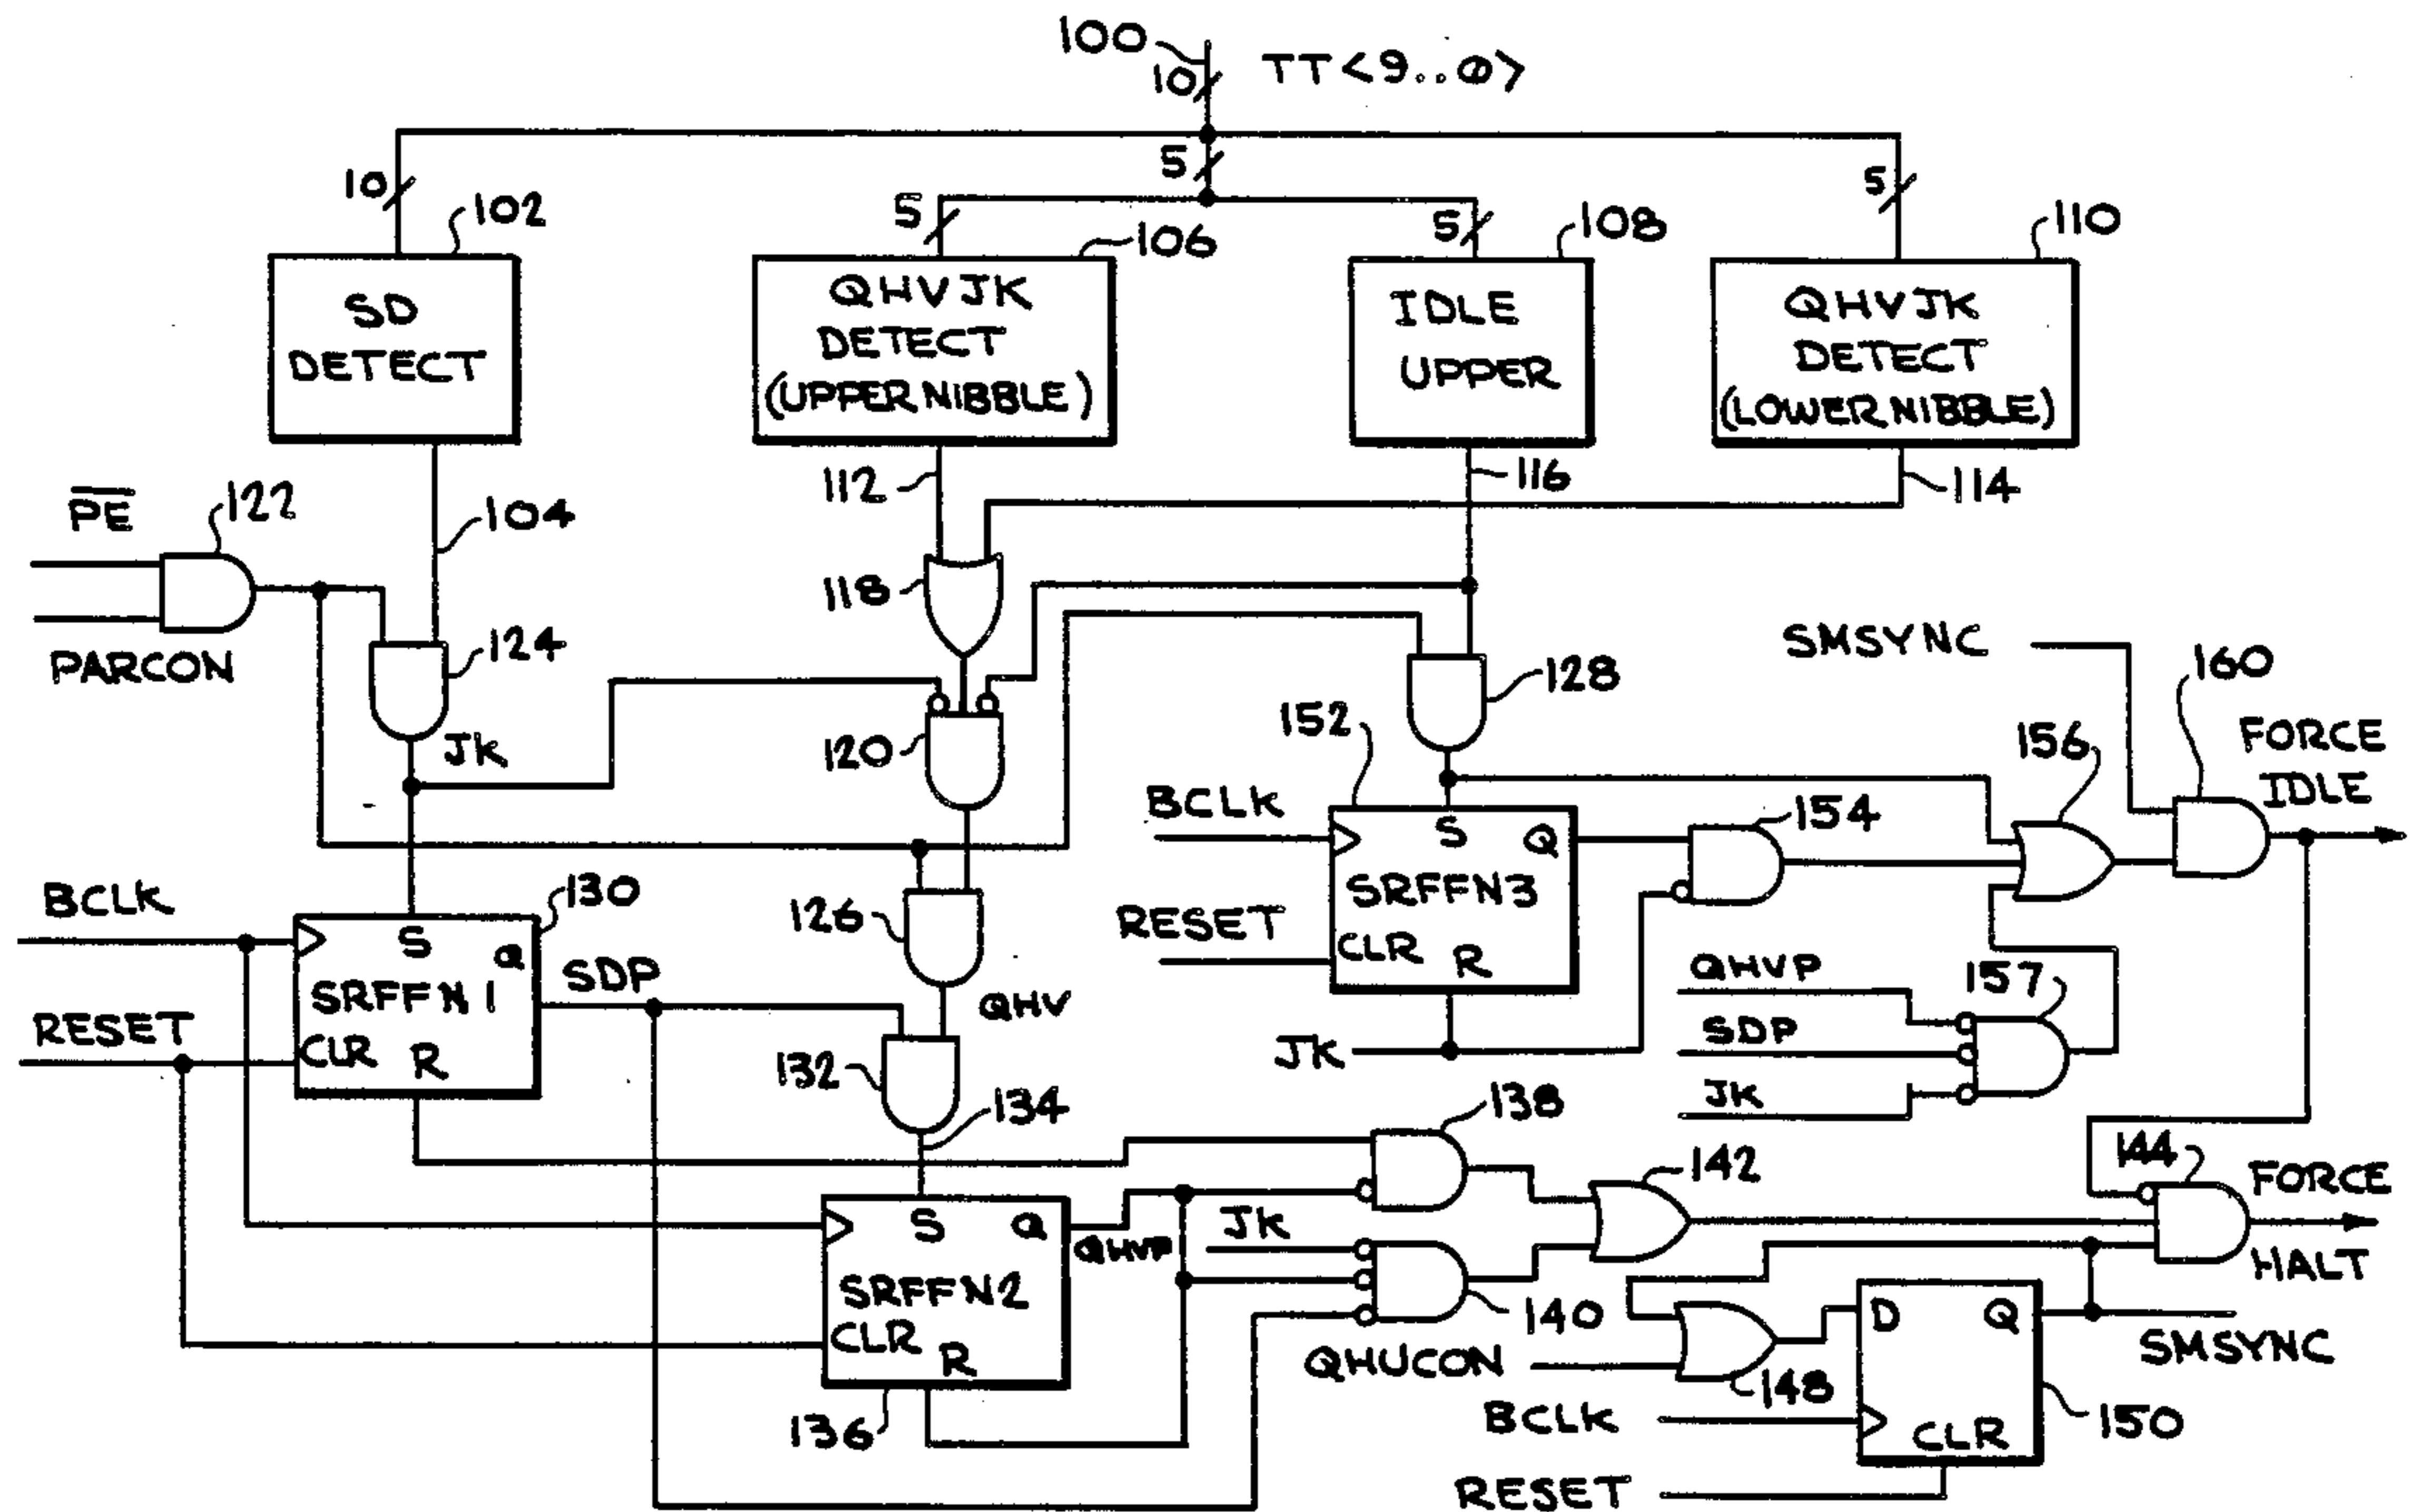 100
10
TT<9..0>
5
10
102
5
106
5
108
5
110
SD
DETECT
QHVJK
DETECT
(UPPER NIBBLE)
IDLE
UPPER
QHVJK
DETECT
(LOWER NIBBLE)
112
116
114
PE
122
104
118
PARCON
124
JK
120
128
SMSYNC
160
152
156
FORCE
IDLE
BCLK
154
S
Q
SRFFN3
RESET
CLR
R
BCLK
130
126
S
Q
SDP
SRFFN1
QHV
QHVP
157
RESET
CLR
R
132
JK
SDP
JK
134
138
144
142
FORCE
HALT
S
Q
QHVP
JK
SRFFN2
140
CLR
R
QHUCON
148
D
Q
SMSYNC
136
BCLK
CLR
150
RESET